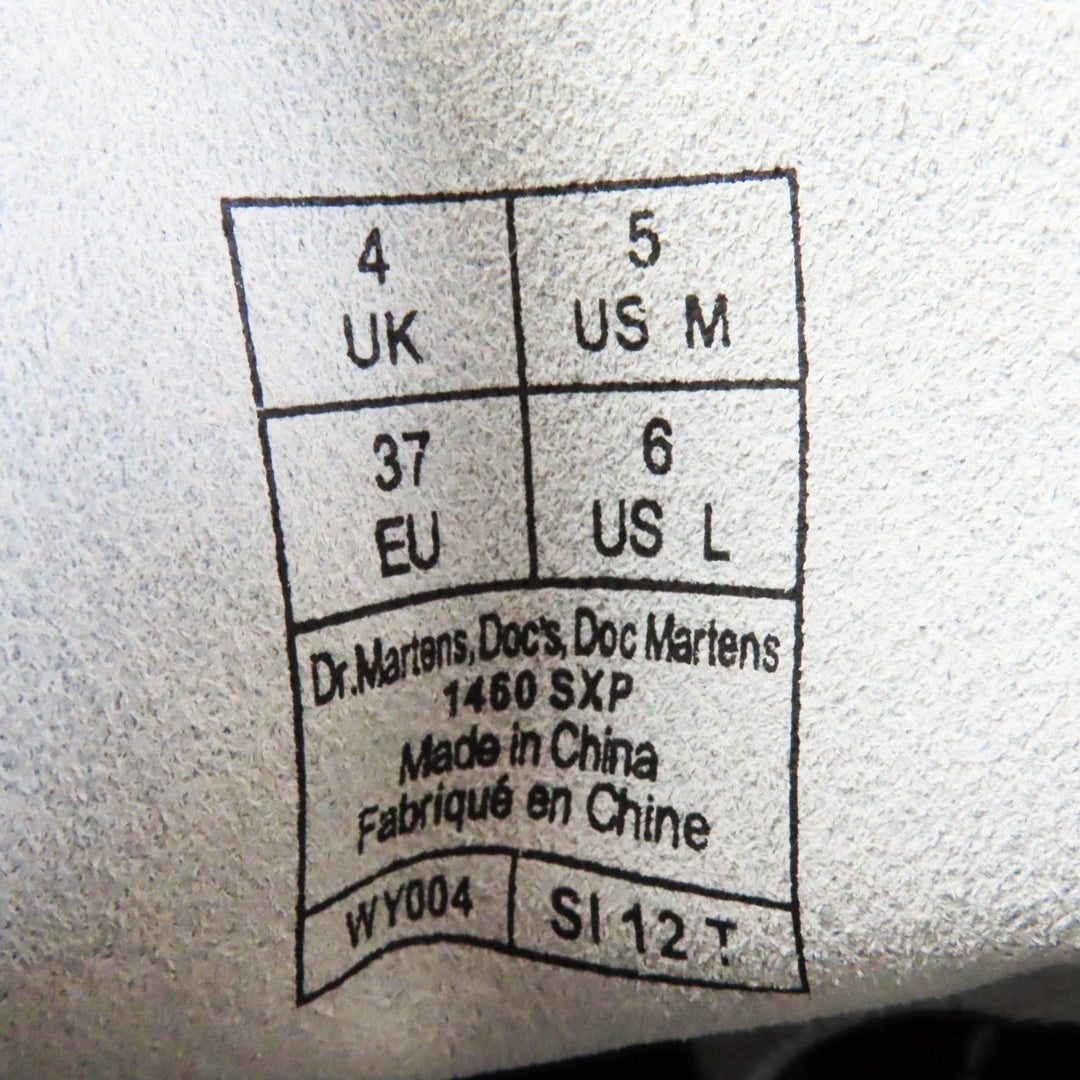 4 UK
5 US M
37 EU
6 US L
Dr.Martens, Doc's, Doc Martens
1460 SXP
Made in China
Fabriqué en Chine
WY004
SI 12 T